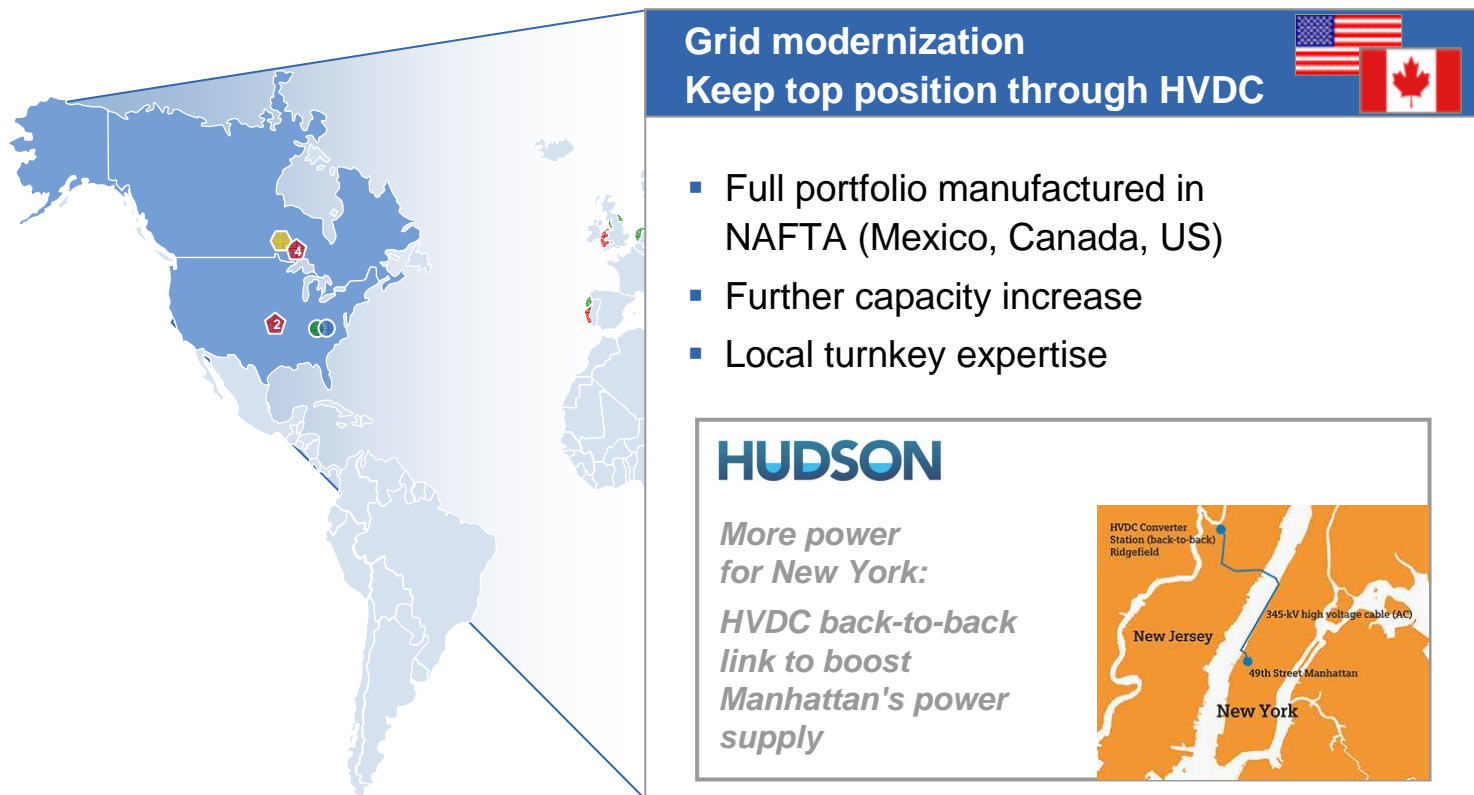 Grid modernization
Keep top position through HVDC
4
2
▪ Full portfolio manufactured in
NAFTA (Mexico, Canada, US)
▪ Further capacity increase
▪ Local turnkey expertise
HUDSON
More power
for New York:
HVDC back-to-back
link to boost
Manhattan's power
supply
HVDC Converter
Station (back-to-back)
Ridgefield
345-kV high voltage cable (AC)
New Jersey
49th Street Manhattan
New York